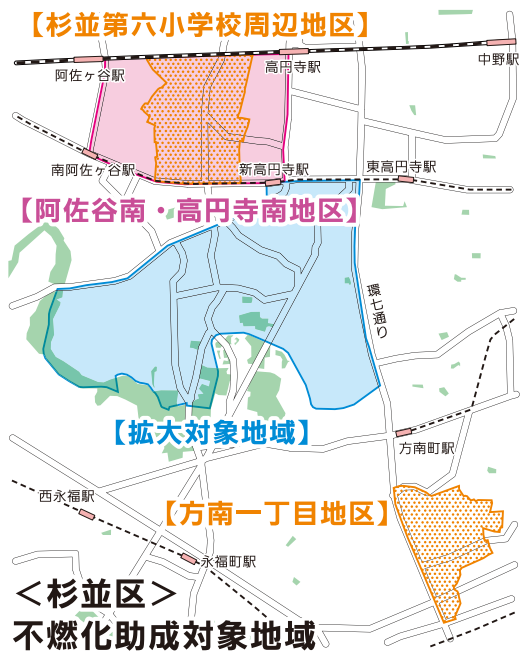 【杉並第六小学校周辺地区】
中野駅
阿佐ヶ谷駅
高円寺駅
南阿佐ヶ谷駅
新高円寺駅
東高円寺駅
【阿佐谷南・高円寺南地区】
環七通り
【拡大対象地域】
方南町駅
西永福駅
【方南一丁目地区】
永福町駅
＜杉並区＞
不燃化助成対象地域